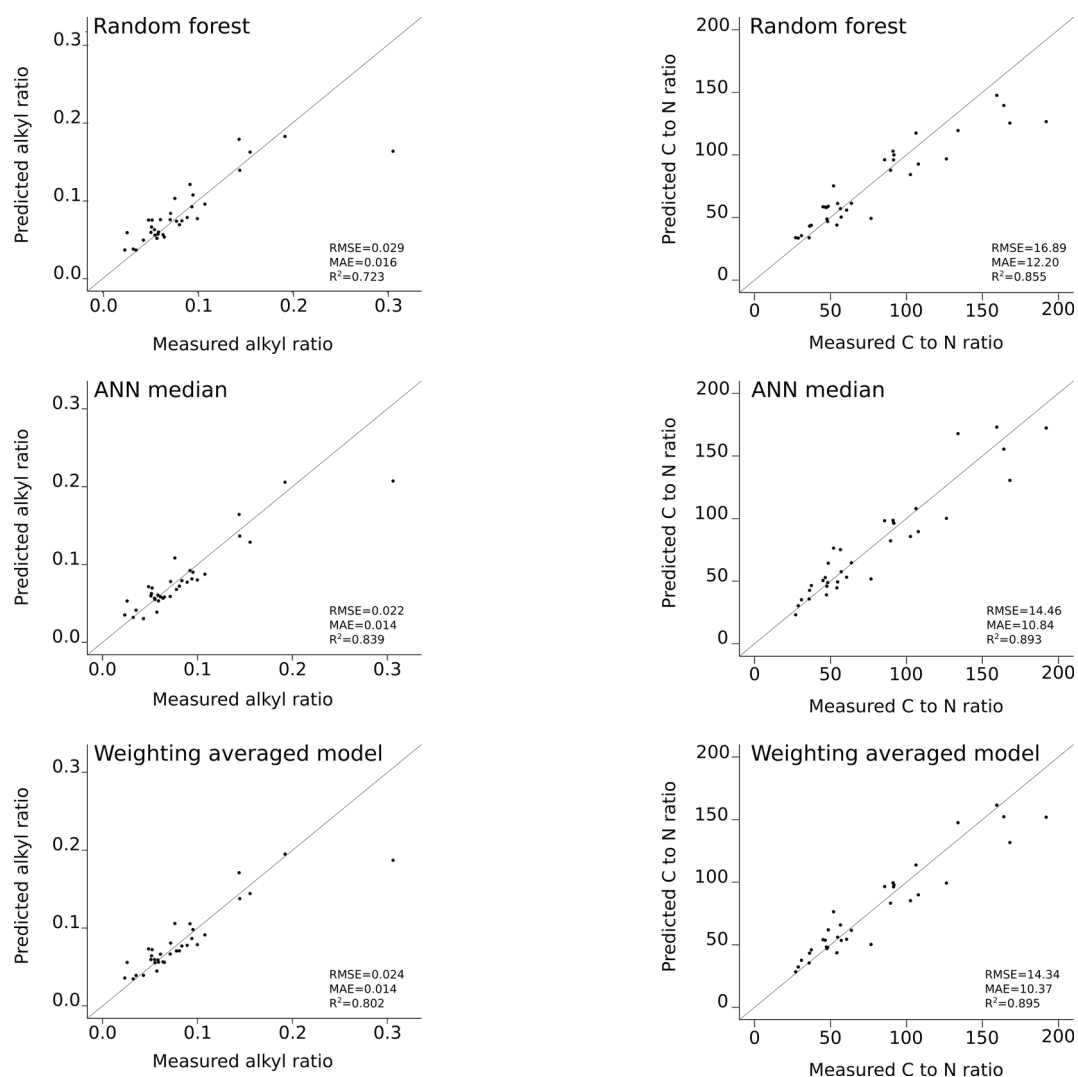 Random forest
Predicted alkyl ratio
0.3
0.2
0.1
0.0
RMSE=0.029
MAE=0.016
R²=0.723
0.0 0.1 0.2 0.3
Measured alkyl ratio
Random forest
Predicted C to N ratio
200
150
100
50
0
RMSE=16.89
MAE=12.20
R²=0.855
0 50 100 150 200
Measured C to N ratio
ANN median
Predicted alkyl ratio
0.3
0.2
0.1
0.0
RMSE=0.022
MAE=0.014
R²=0.839
0.0 0.1 0.2 0.3
Measured alkyl ratio
ANN median
Predicted C to N ratio
200
150
100
50
0
RMSE=14.46
MAE=10.84
R²=0.893
0 50 100 150 200
Measured C to N ratio
Weighting averaged model
Predicted alkyl ratio
0.3
0.2
0.1
0.0
RMSE=0.024
MAE=0.014
R²=0.802
0.0 0.1 0.2 0.3
Measured alkyl ratio
Weighting averaged model
Predicted C to N ratio
200
150
100
50
0
RMSE=14.34
MAE=10.37
R²=0.895
0 50 100 150 200
Measured C to N ratio